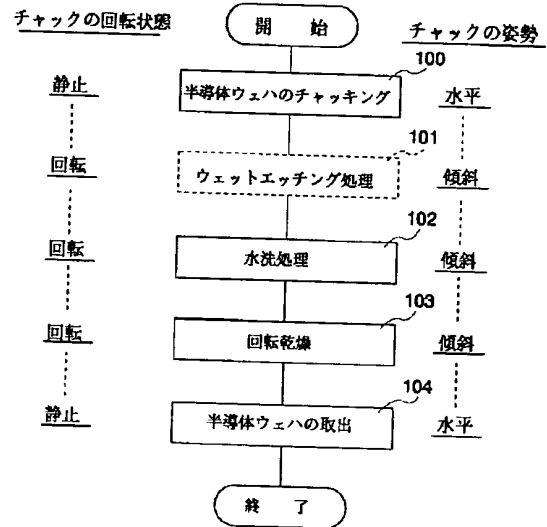 チャックの回転状態
開　始
チャックの姿勢
100
静止
半導体ウェハのチャッキング
水平
101
回転
ウェットエッチング処理
傾斜
102
回転
水洗処理
傾斜
103
回転
回転乾燥
傾斜
104
静止
半導体ウェハの取出
水平
終　了